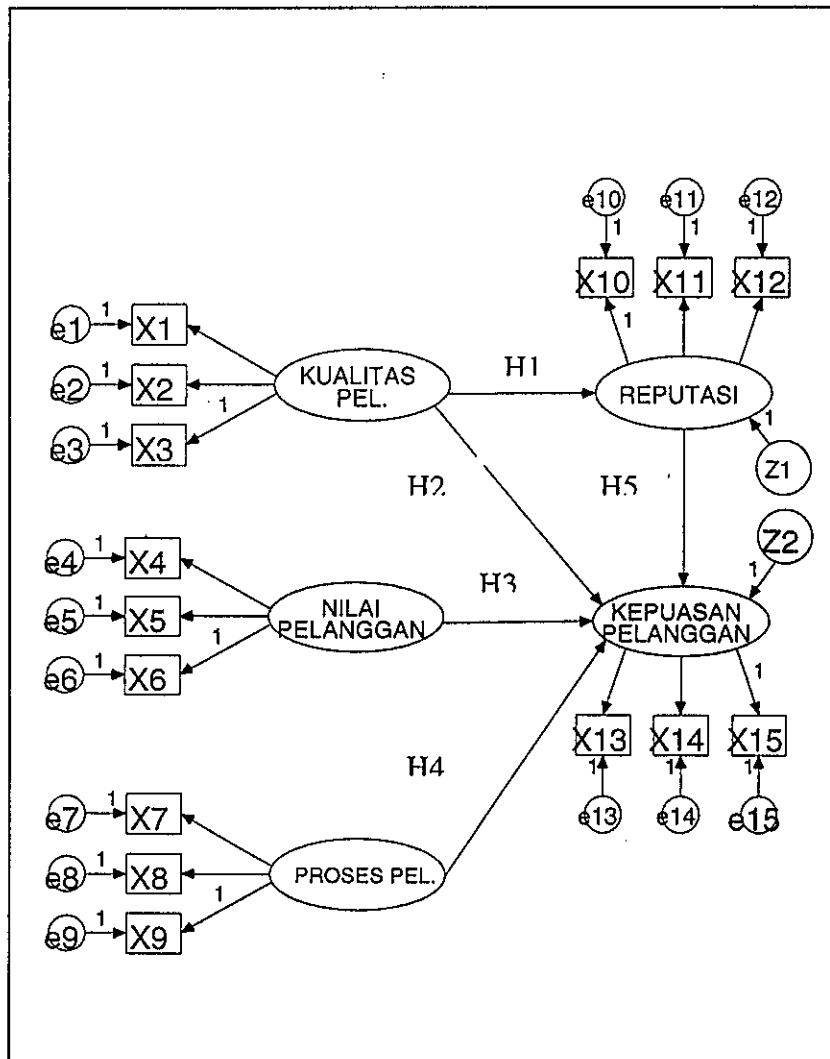 e10 e11 e12
1 1 1
X10 X11 X12
1
e1 1 X1
e2 1 X2
e3 1 X3
1
KUALITAS
PEL.
H1
REPUTASI
1
Z1
H2
H5
Z2
1
e4 1 X4
e5 1 X5
e6 1 X6
1
NILAI
PELANGGAN
H3
KEPUASAN
PELANGGAN
1
X13 X14 X15
1 1 1
e13 e14 e15
H4
e7 1 X7
e8 1 X8
e9 1 X9
1
PROSES PEL.